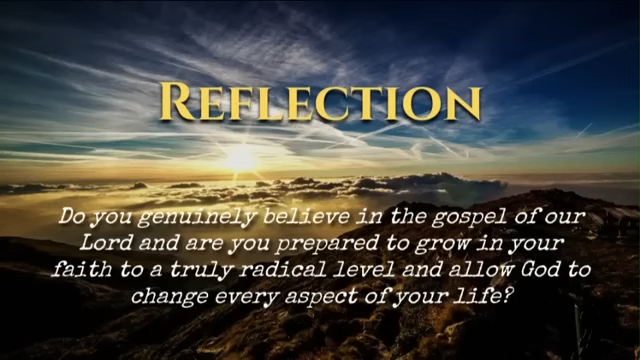 REFLECTION
Do you genuinely believe in the gospel of our
Lord and are you prepared to grow in your
faith to a truly radical level and allow God to
change every aspect of your life?